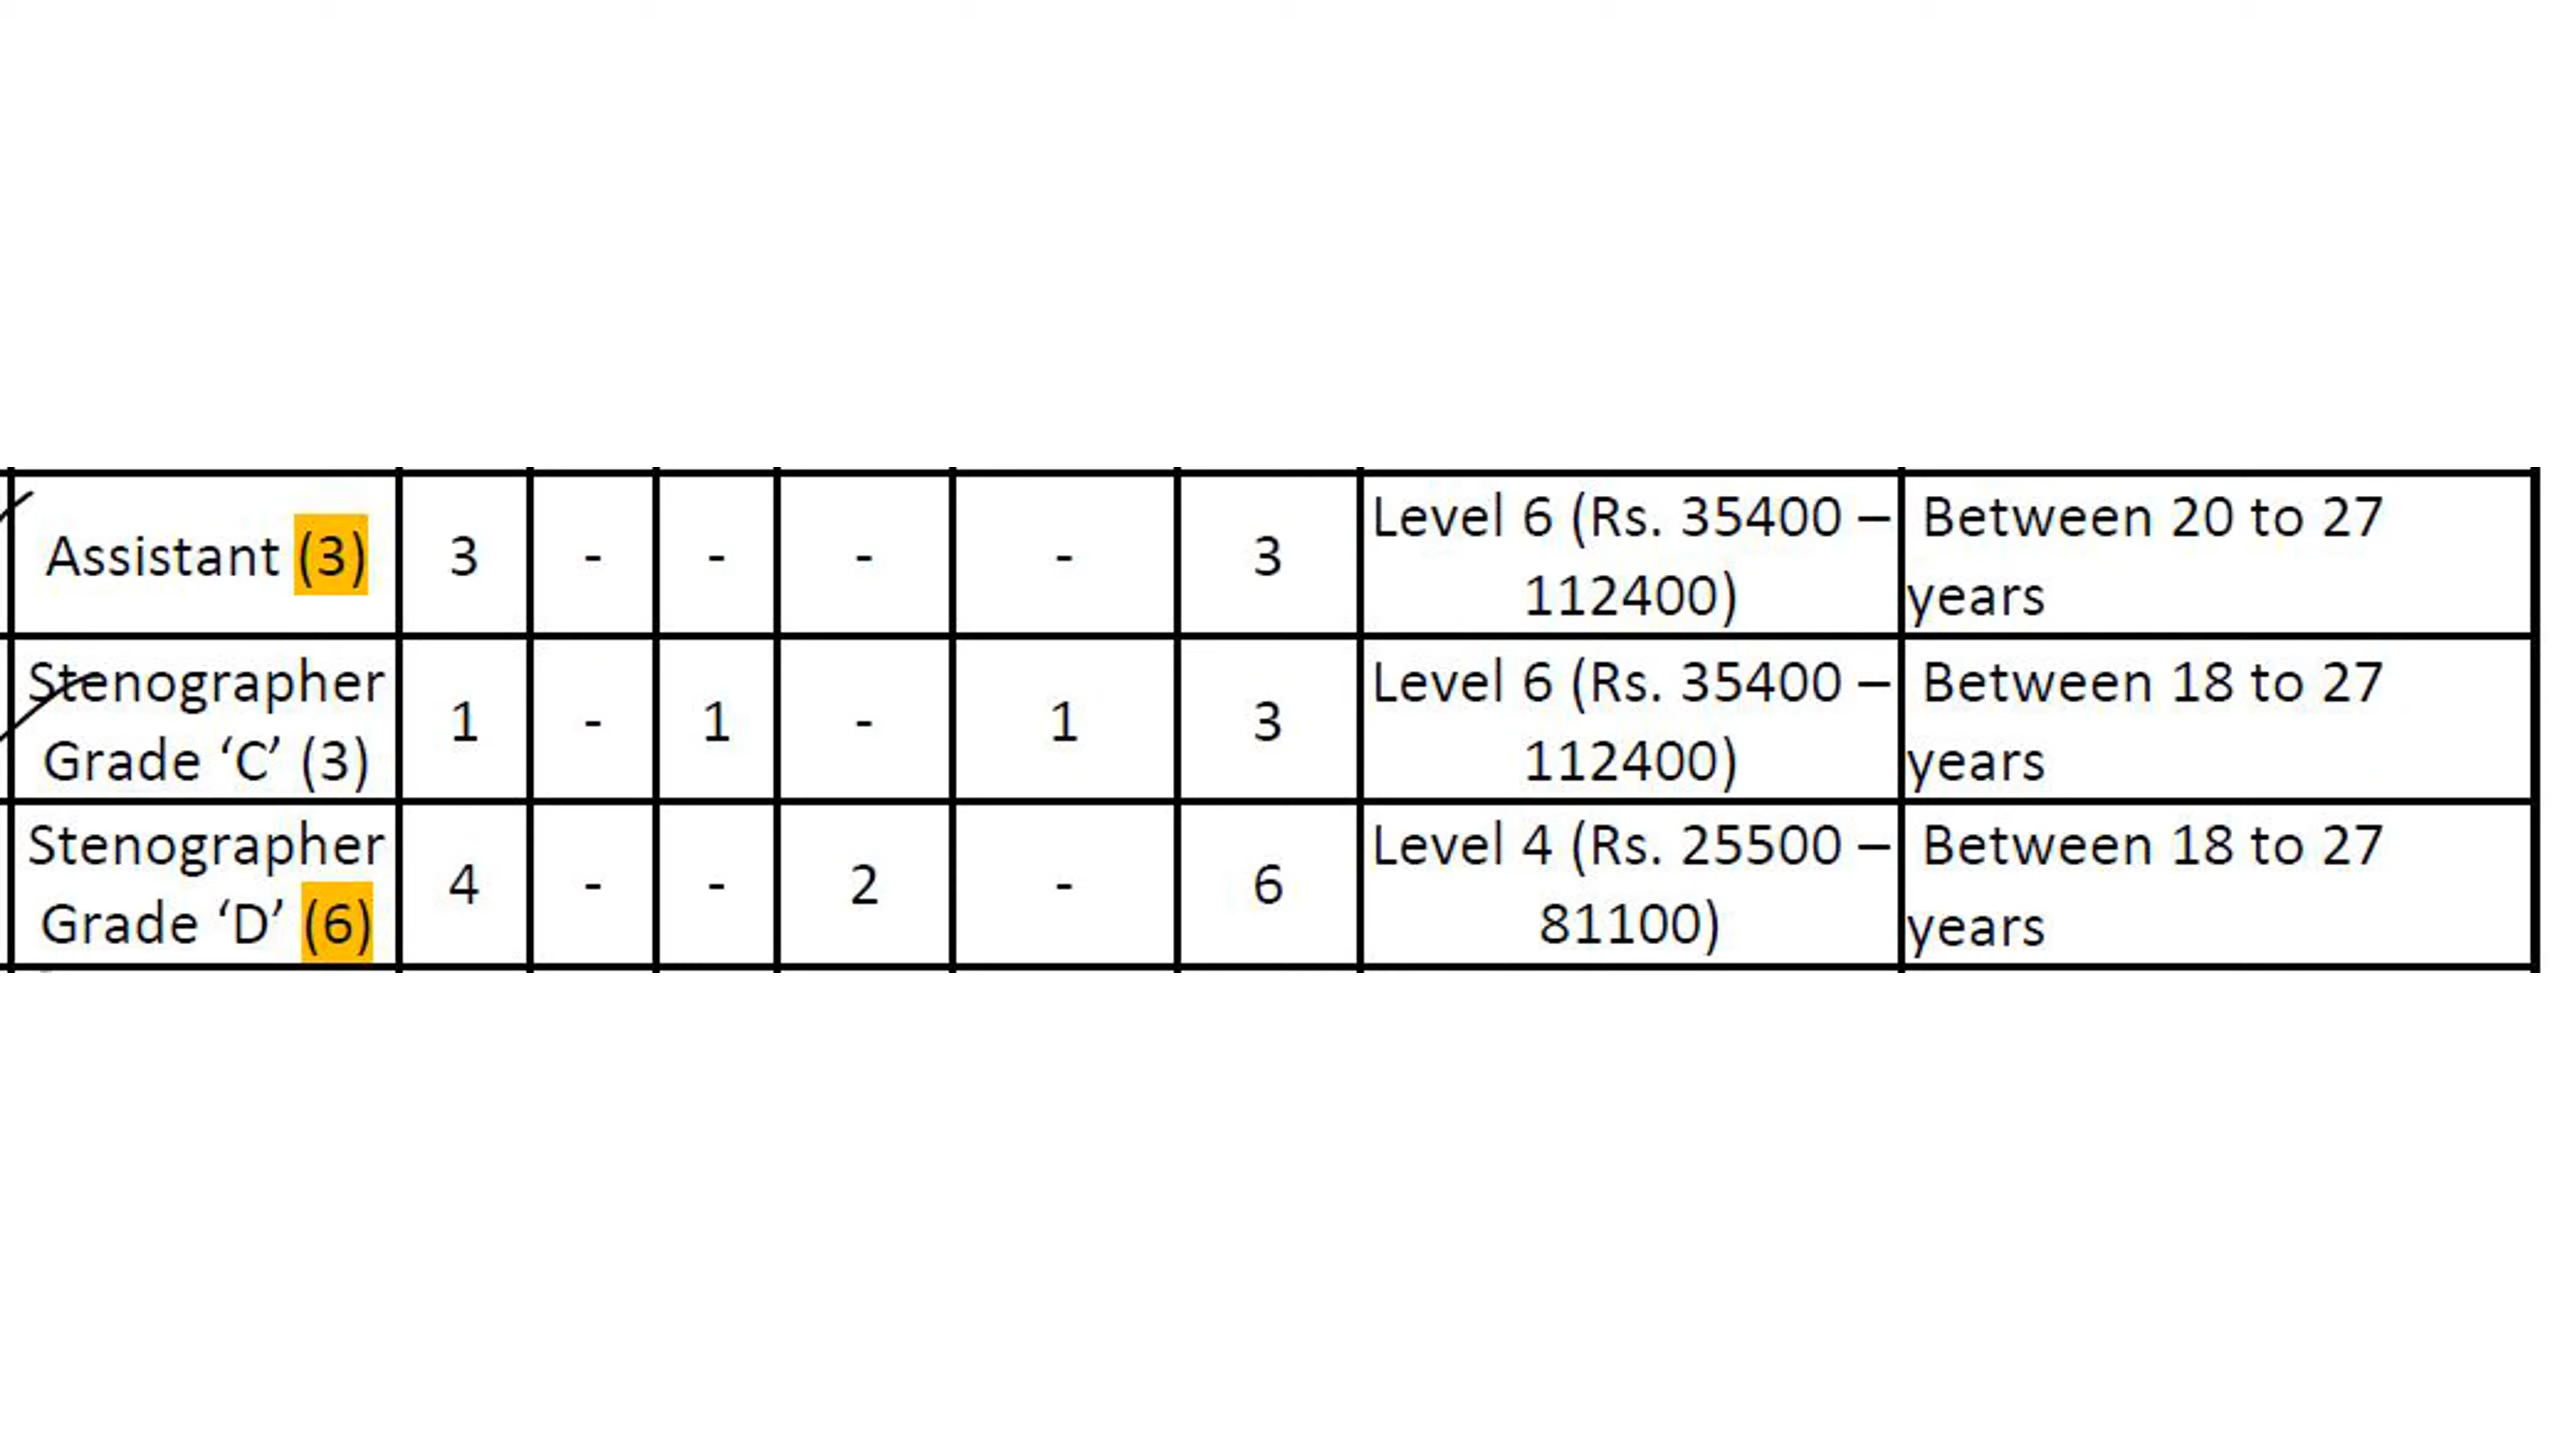 Assistant (3) 3 - - - - 3 Level 6 (Rs. 35400 – Between 20 to 27
112400) years
Stenographer Level 6 (Rs. 35400 – Between 18 to 27
Grade ‘C’ (3) 1 - 1 - 1 3 112400) years
Stenographer Level 4 (Rs. 25500 – Between 18 to 27
Grade ‘D’ (6) 4 - - 2 - 6 81100) years